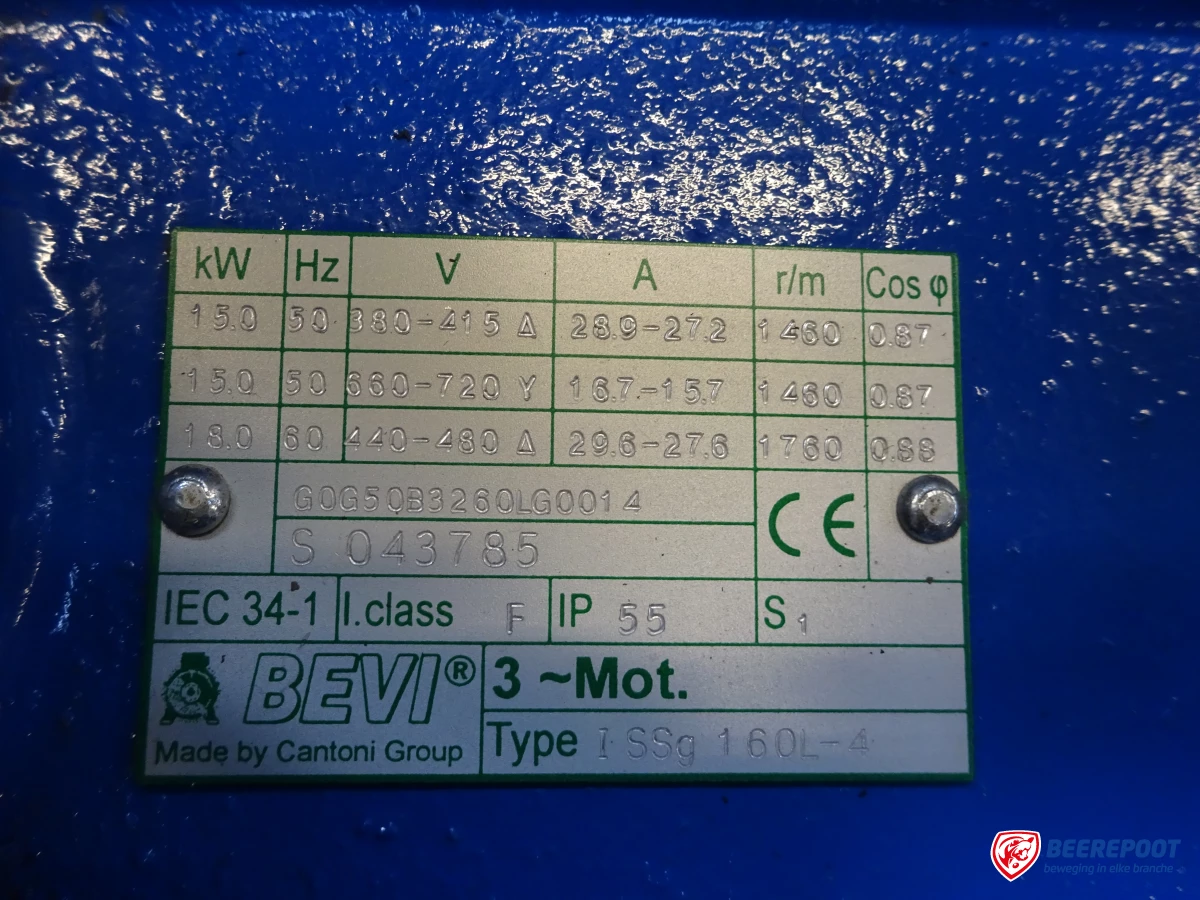 kW Hz V A r/m Cos φ
15.0 50 380-415 Δ 28.9-27.2 1460 0.87
15.0 50 660-720 Y 16.7-15.7 1460 0.87
18.0 60 440-480 Δ 29.6-27.6 1760 0.88
G0G50B3260LG0014
CE
S 043785
IEC 34-1 I.class F IP 55 S 1
BEVI® 3 ~Mot.
Made by Cantoni Group Type ISSg 160L-4
BEEREPOOT
beweging in elke branche